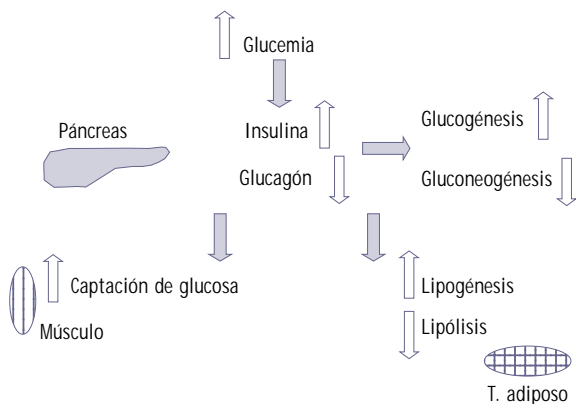 Glucemia
Páncreas
Insulina
Glucagón
Glucogénesis
Gluconeogénesis
Captación de glucosa
Músculo
Lipogénesis
Lipólisis
T. adiposo